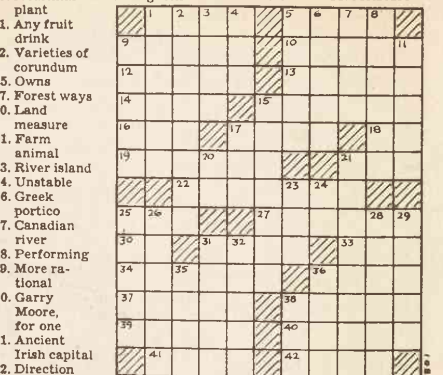 plant
1. Any fruit
drink
2. Varieties of
corundum
5. Owns
7. Forest ways
0. Land
measure
1. Farm
animal
3. River island
4. Unstable
6. Greek
portico
7. Canadian
river
8. Performing
9. More ra-
tional
0. Garry
Moore,
for one
1. Ancient
Irish capital
2. Direction
1 2 3 4 5 6 7 8
9 10 11
12 13
14 15
16 17 18
19 20 21
22 23 24
25 26 27 28 29
30 31 32 33
34 35 36
37 38
39 40
41 42